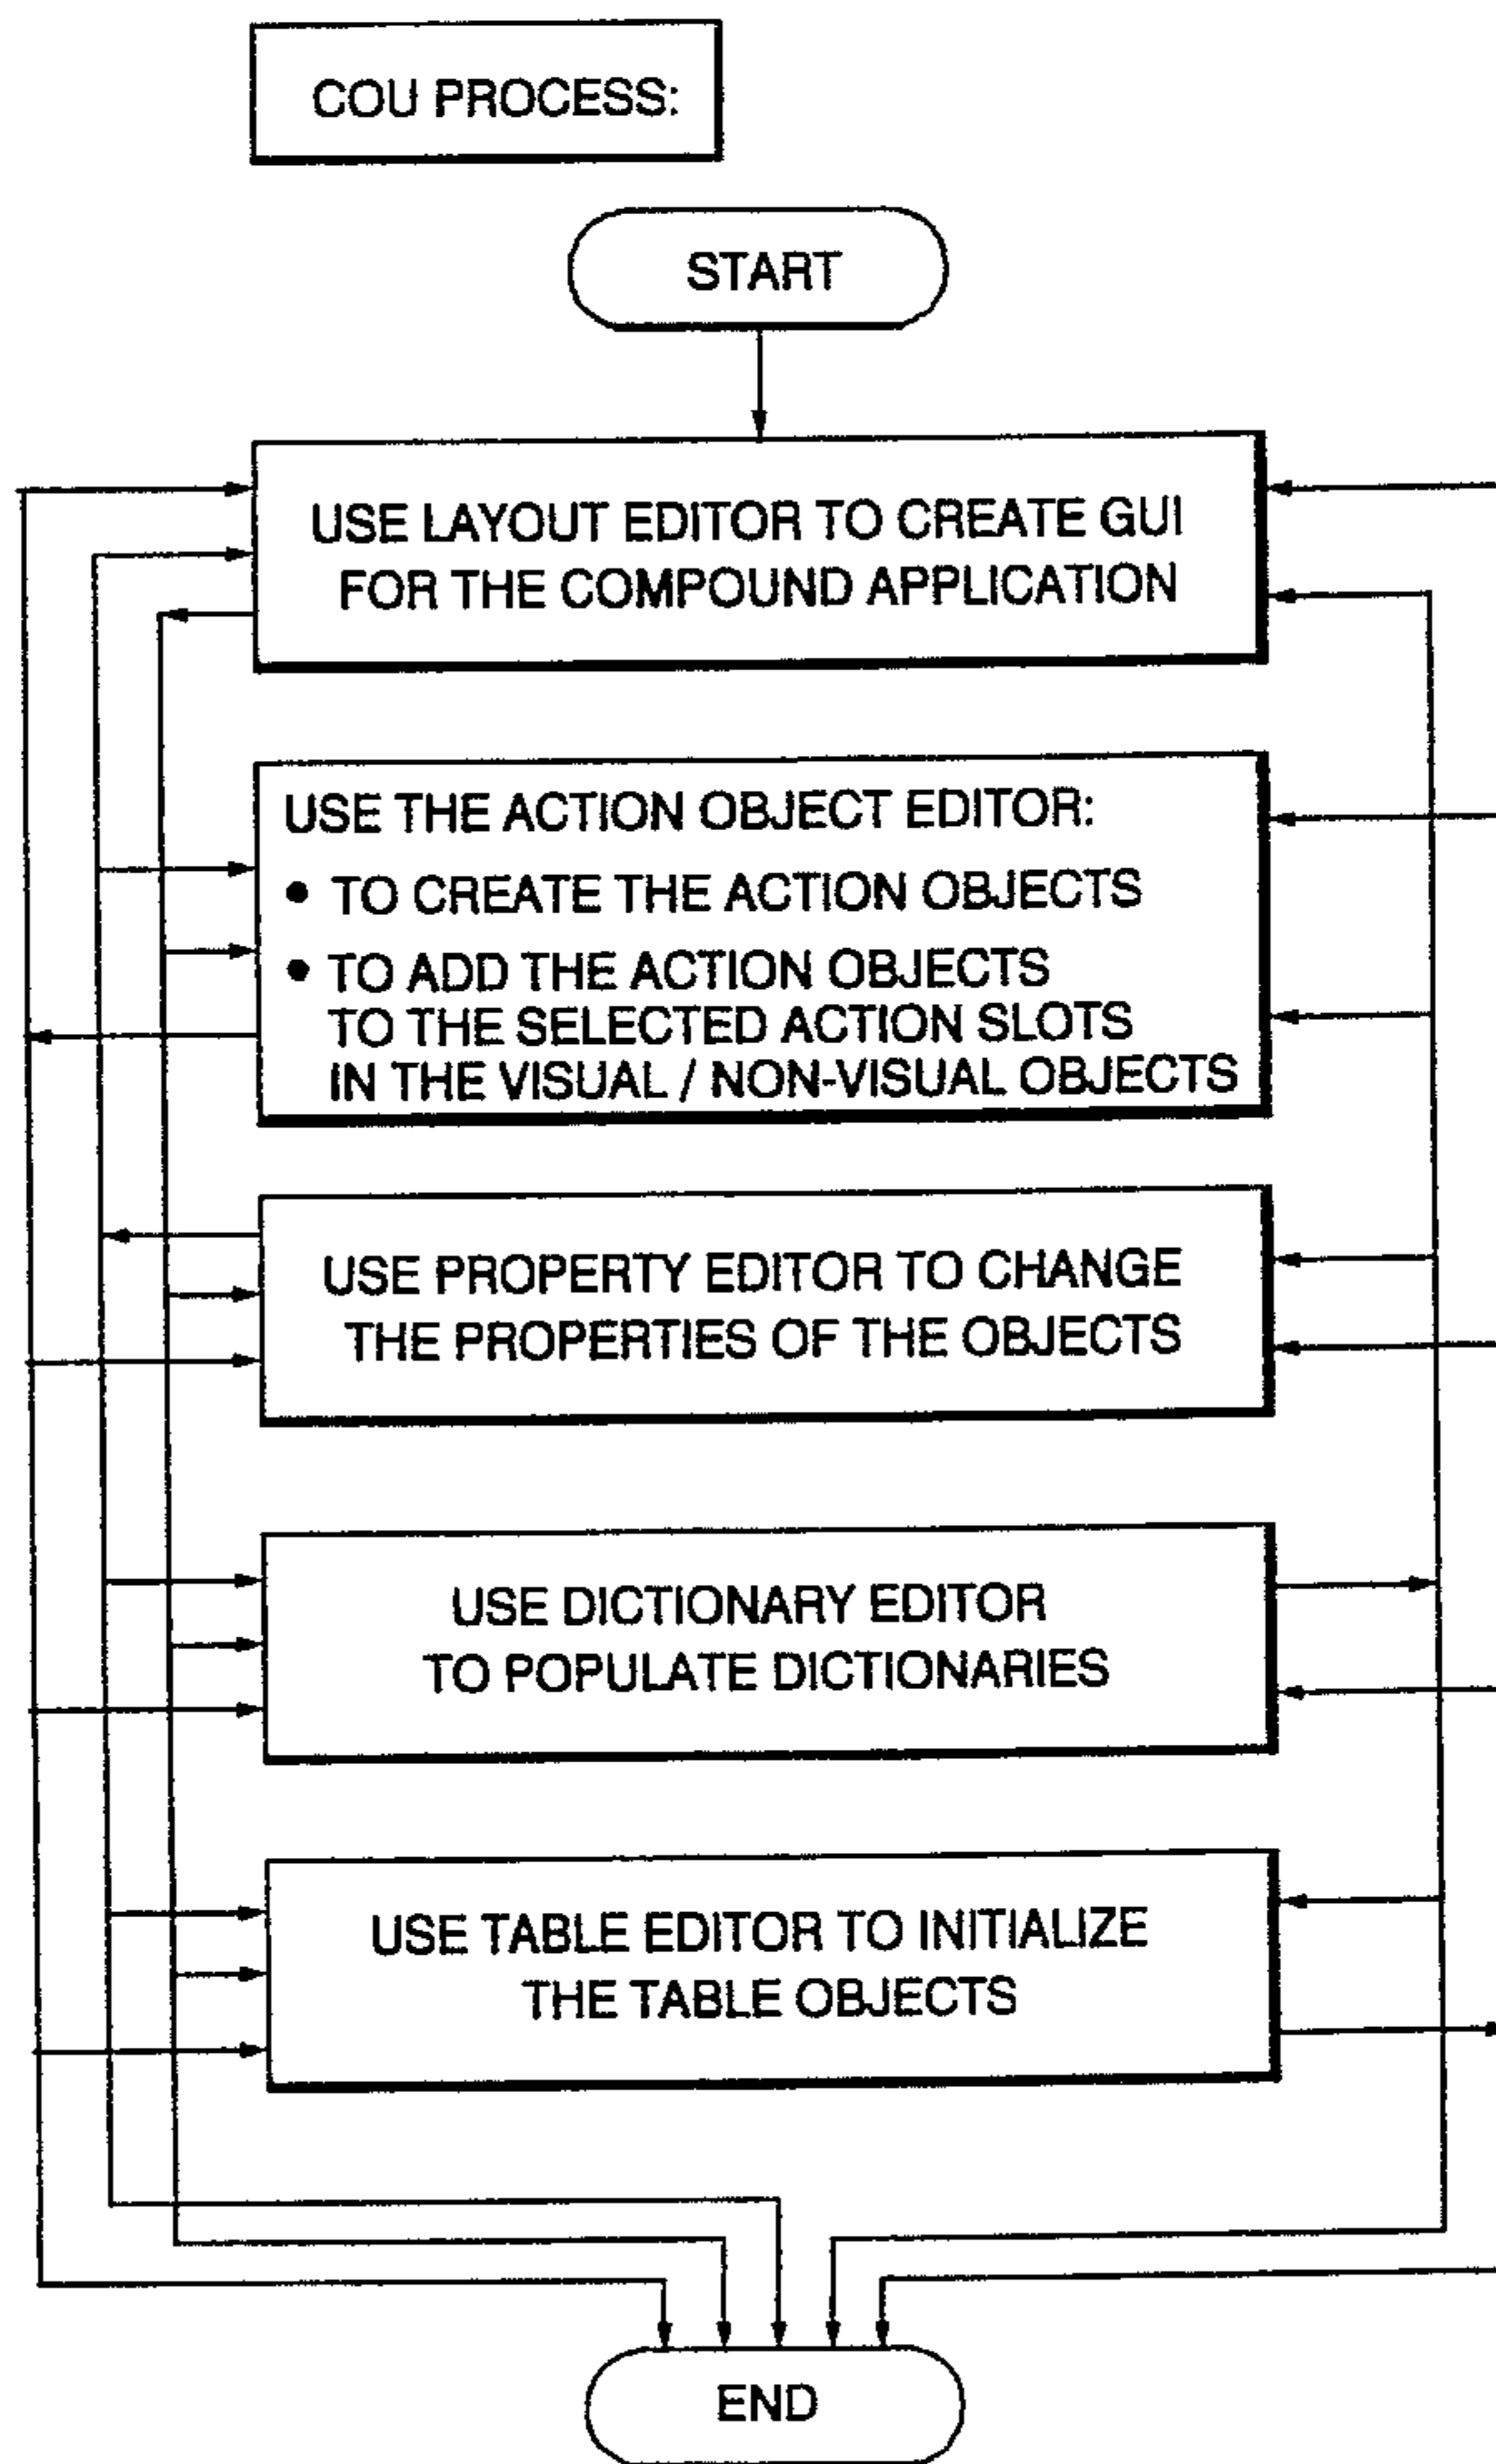 COU PROCESS:
START
USE LAYOUT EDITOR TO CREATE GUI
FOR THE COMPOUND APPLICATION
USE THE ACTION OBJECT EDITOR:
• TO CREATE THE ACTION OBJECTS
• TO ADD THE ACTION OBJECTS
TO THE SELECTED ACTION SLOTS
IN THE VISUAL / NON-VISUAL OBJECTS
USE PROPERTY EDITOR TO CHANGE
THE PROPERTIES OF THE OBJECTS
USE DICTIONARY EDITOR
TO POPULATE DICTIONARIES
USE TABLE EDITOR TO INITIALIZE
THE TABLE OBJECTS
END